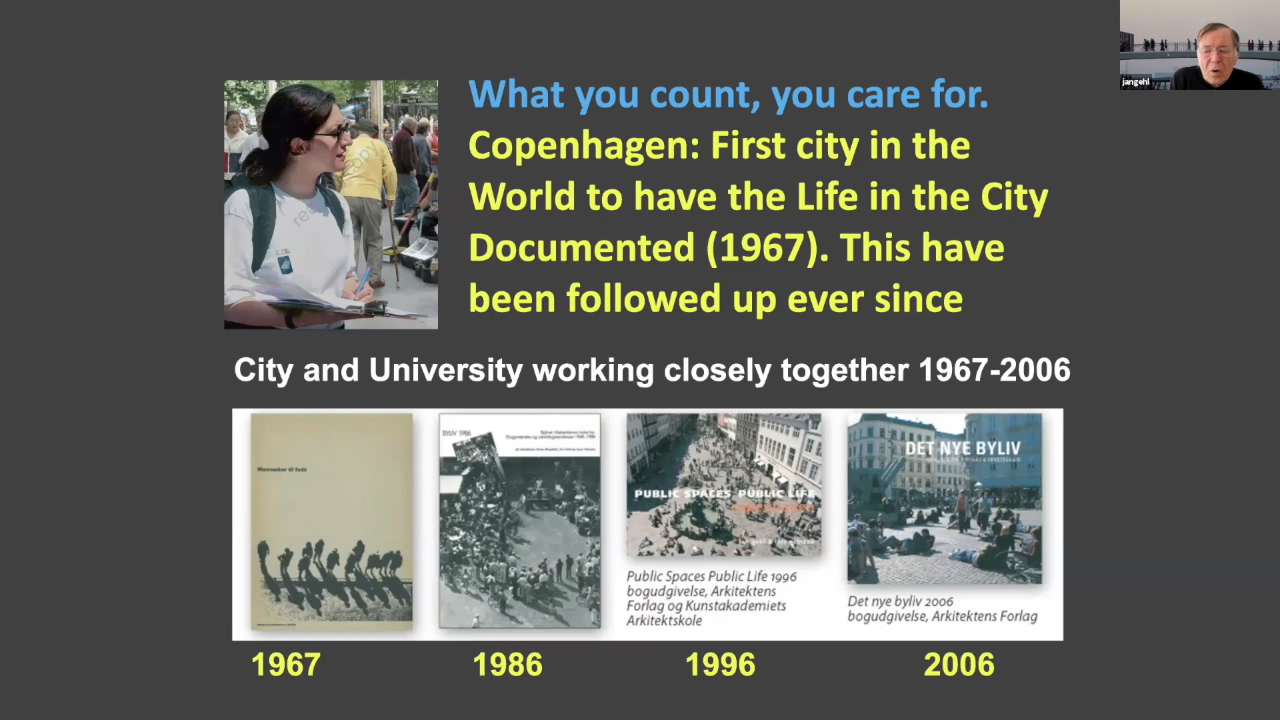 jangehl
What you count, you care for.
Copenhagen: First city in the
World to have the Life in the City
Documented (1967). This have
been followed up ever since
City and University working closely together 1967-2006
Mennesker til fods
BYLIV 1986
PUBLIC SPACES PUBLIC LIFE
DET NYE BYLIV
Public Spaces Public Life 1996
bogudgivelse, Arkitektens
Forlag og Kunstakademiets
Arkitektskole
Det nye byliv 2006
bogudgivelse, Arkitektens Forlag
1967
1986
1996
2006